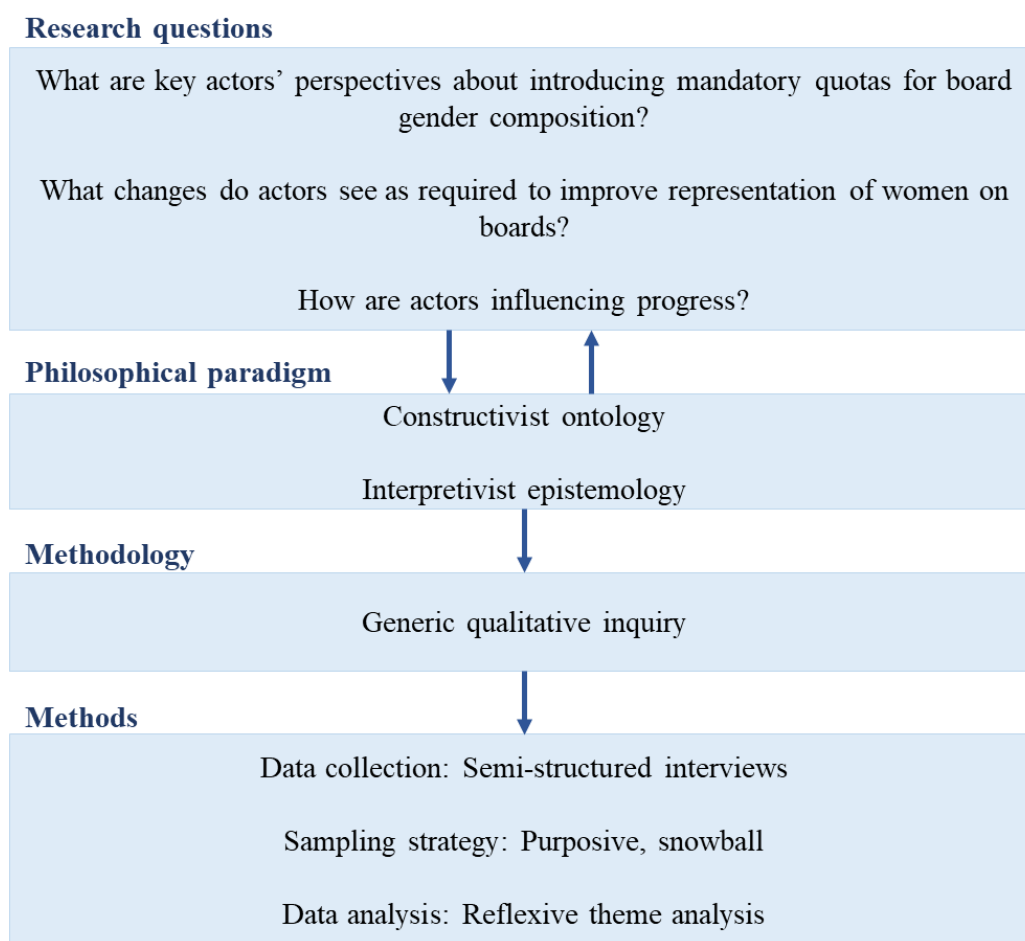 Research questions
What are key actors’ perspectives about introducing mandatory quotas for board
gender composition?
What changes do actors see as required to improve representation of women on
boards?
How are actors influencing progress?
Philosophical paradigm
Constructivist ontology
Interpretivist epistemology
Methodology
Generic qualitative inquiry
Methods
Data collection: Semi-structured interviews
Sampling strategy: Purposive, snowball
Data analysis: Reflexive theme analysis